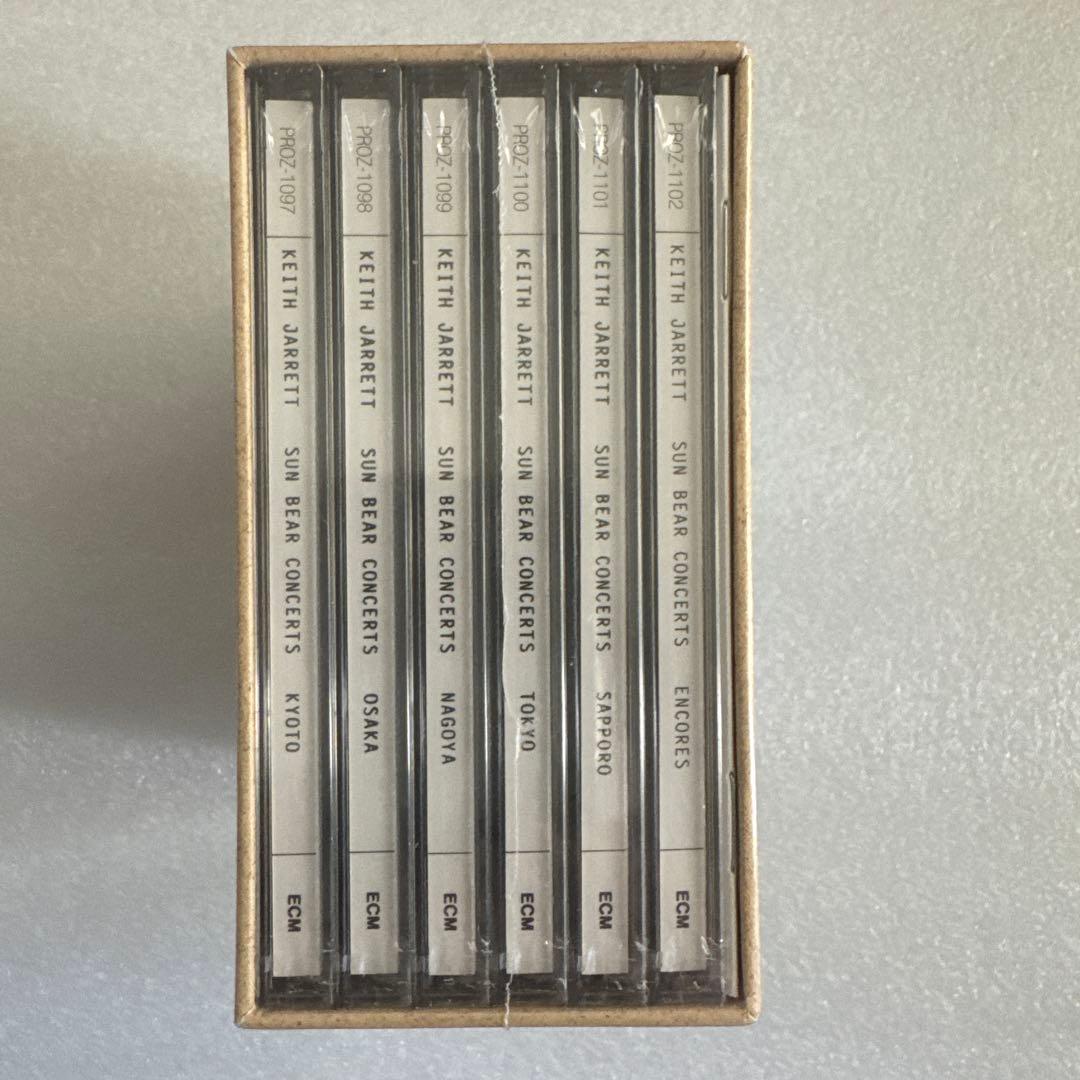 PROZ-1097 KEITH JARRETT SUN BEAR CONCERTS KYOTO ECM
PROZ-1098 KEITH JARRETT SUN BEAR CONCERTS OSAKA ECM
PROZ-1099 KEITH JARRETT SUN BEAR CONCERTS NAGOYA ECM
PROZ-1100 KEITH JARRETT SUN BEAR CONCERTS TOKYO ECM
PROZ-1101 KEITH JARRETT SUN BEAR CONCERTS SAPPORO ECM
PROZ-1102 KEITH JARRETT SUN BEAR CONCERTS ENCORES ECM